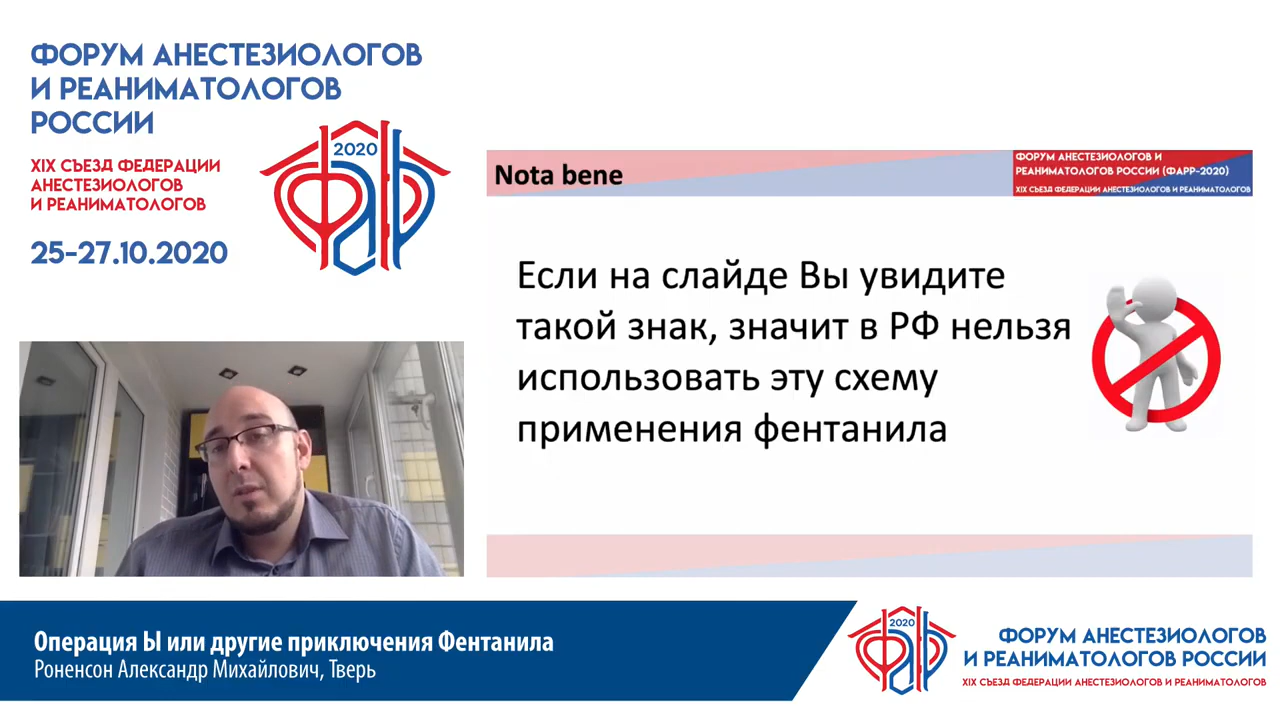 ФОРУМ АНЕСТЕЗИОЛОГОВ
И РЕАНИМАТОЛОГОВ
РОССИИ
XIX СЪЕЗД ФЕДЕРАЦИИ
АНЕСТЕЗИОЛОГОВ
И РЕАНИМАТОЛОГОВ
25-27.10.2020
2020
ФАР
Nota bene
ФОРУМ АНЕСТЕЗИОЛОГОВ И
РЕАНИМАТОЛОГОВ РОССИИ (ФАРР-2020)
XIX СЪЕЗД ФЕДЕРАЦИИ АНЕСТЕЗИОЛОГОВ И РЕАНИМАТОЛОГОВ
Если на слайде Вы увидите
такой знак, значит в РФ нельзя
использовать эту схему
применения фентанила
Операция Ы или другие приключения Фентанила
Роненсон Александр Михайлович, Тверь
2020
ФАР
ФОРУМ АНЕСТЕЗИОЛОГОВ
И РЕАНИМАТОЛОГОВ РОССИИ
XIX СЪЕЗД ФЕДЕРАЦИИ АНЕСТЕЗИОЛОГОВ И РЕАНИМАТОЛОГОВ